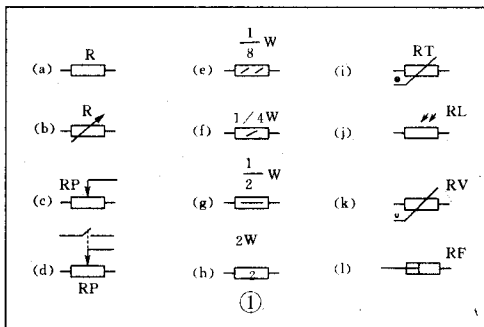 (a) R
(b) R
(c) RP
(d) RP
(e) 1/8 W
(f) 1/4W
(g) 1/2 W
(h) 2W 2
(i) RT
(j) RL
(k) RV U
(l) RF
①